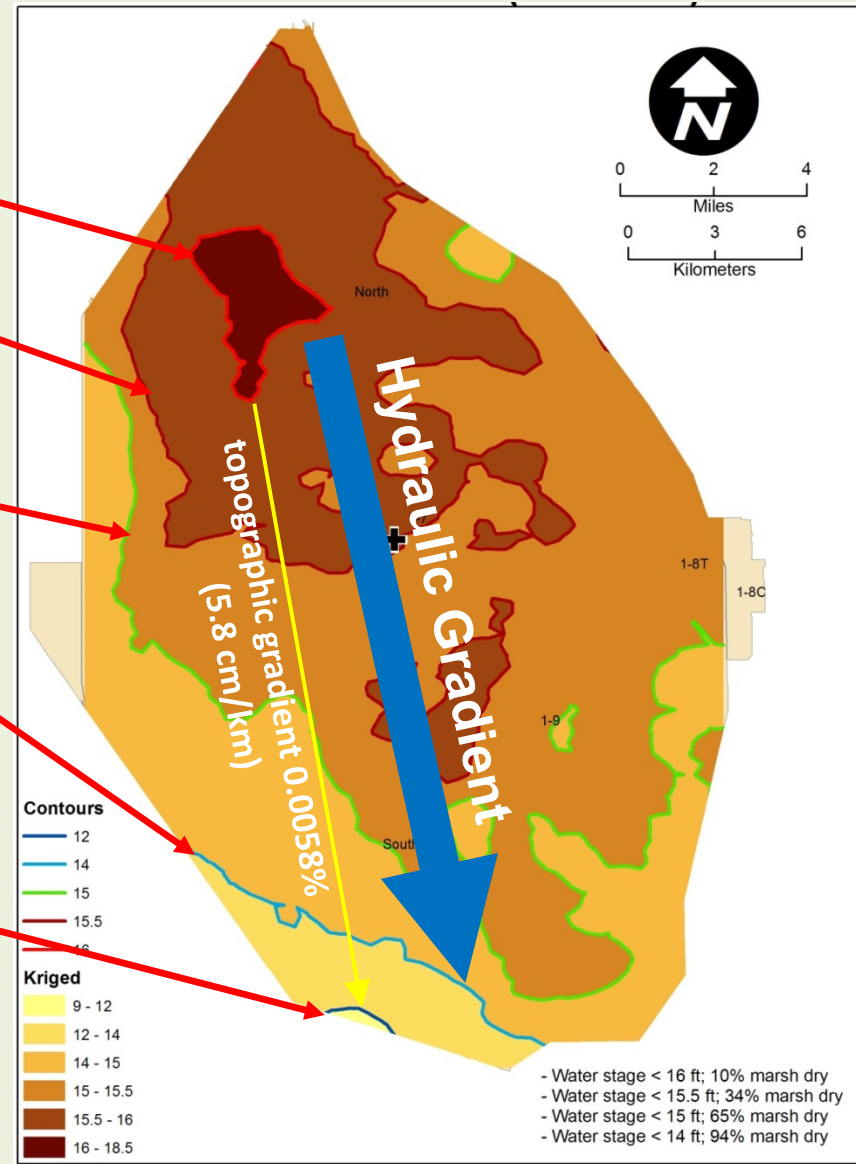 N
0 2 4
Miles
0 3 6
Kilometers
North
Hydraulic Gradient
topographic gradient 0.0058%
(5.8 cm/km)
1-8T
1-8C
1-9
South
Contours
12
14
15
15.5
16
Kriged
9 - 12
12 - 14
14 - 15
15 - 15.5
15.5 - 16
16 - 18.5
- Water stage < 16 ft; 10% marsh dry
- Water stage < 15.5 ft; 34% marsh dry
- Water stage < 15 ft; 65% marsh dry
- Water stage < 14 ft; 94% marsh dry